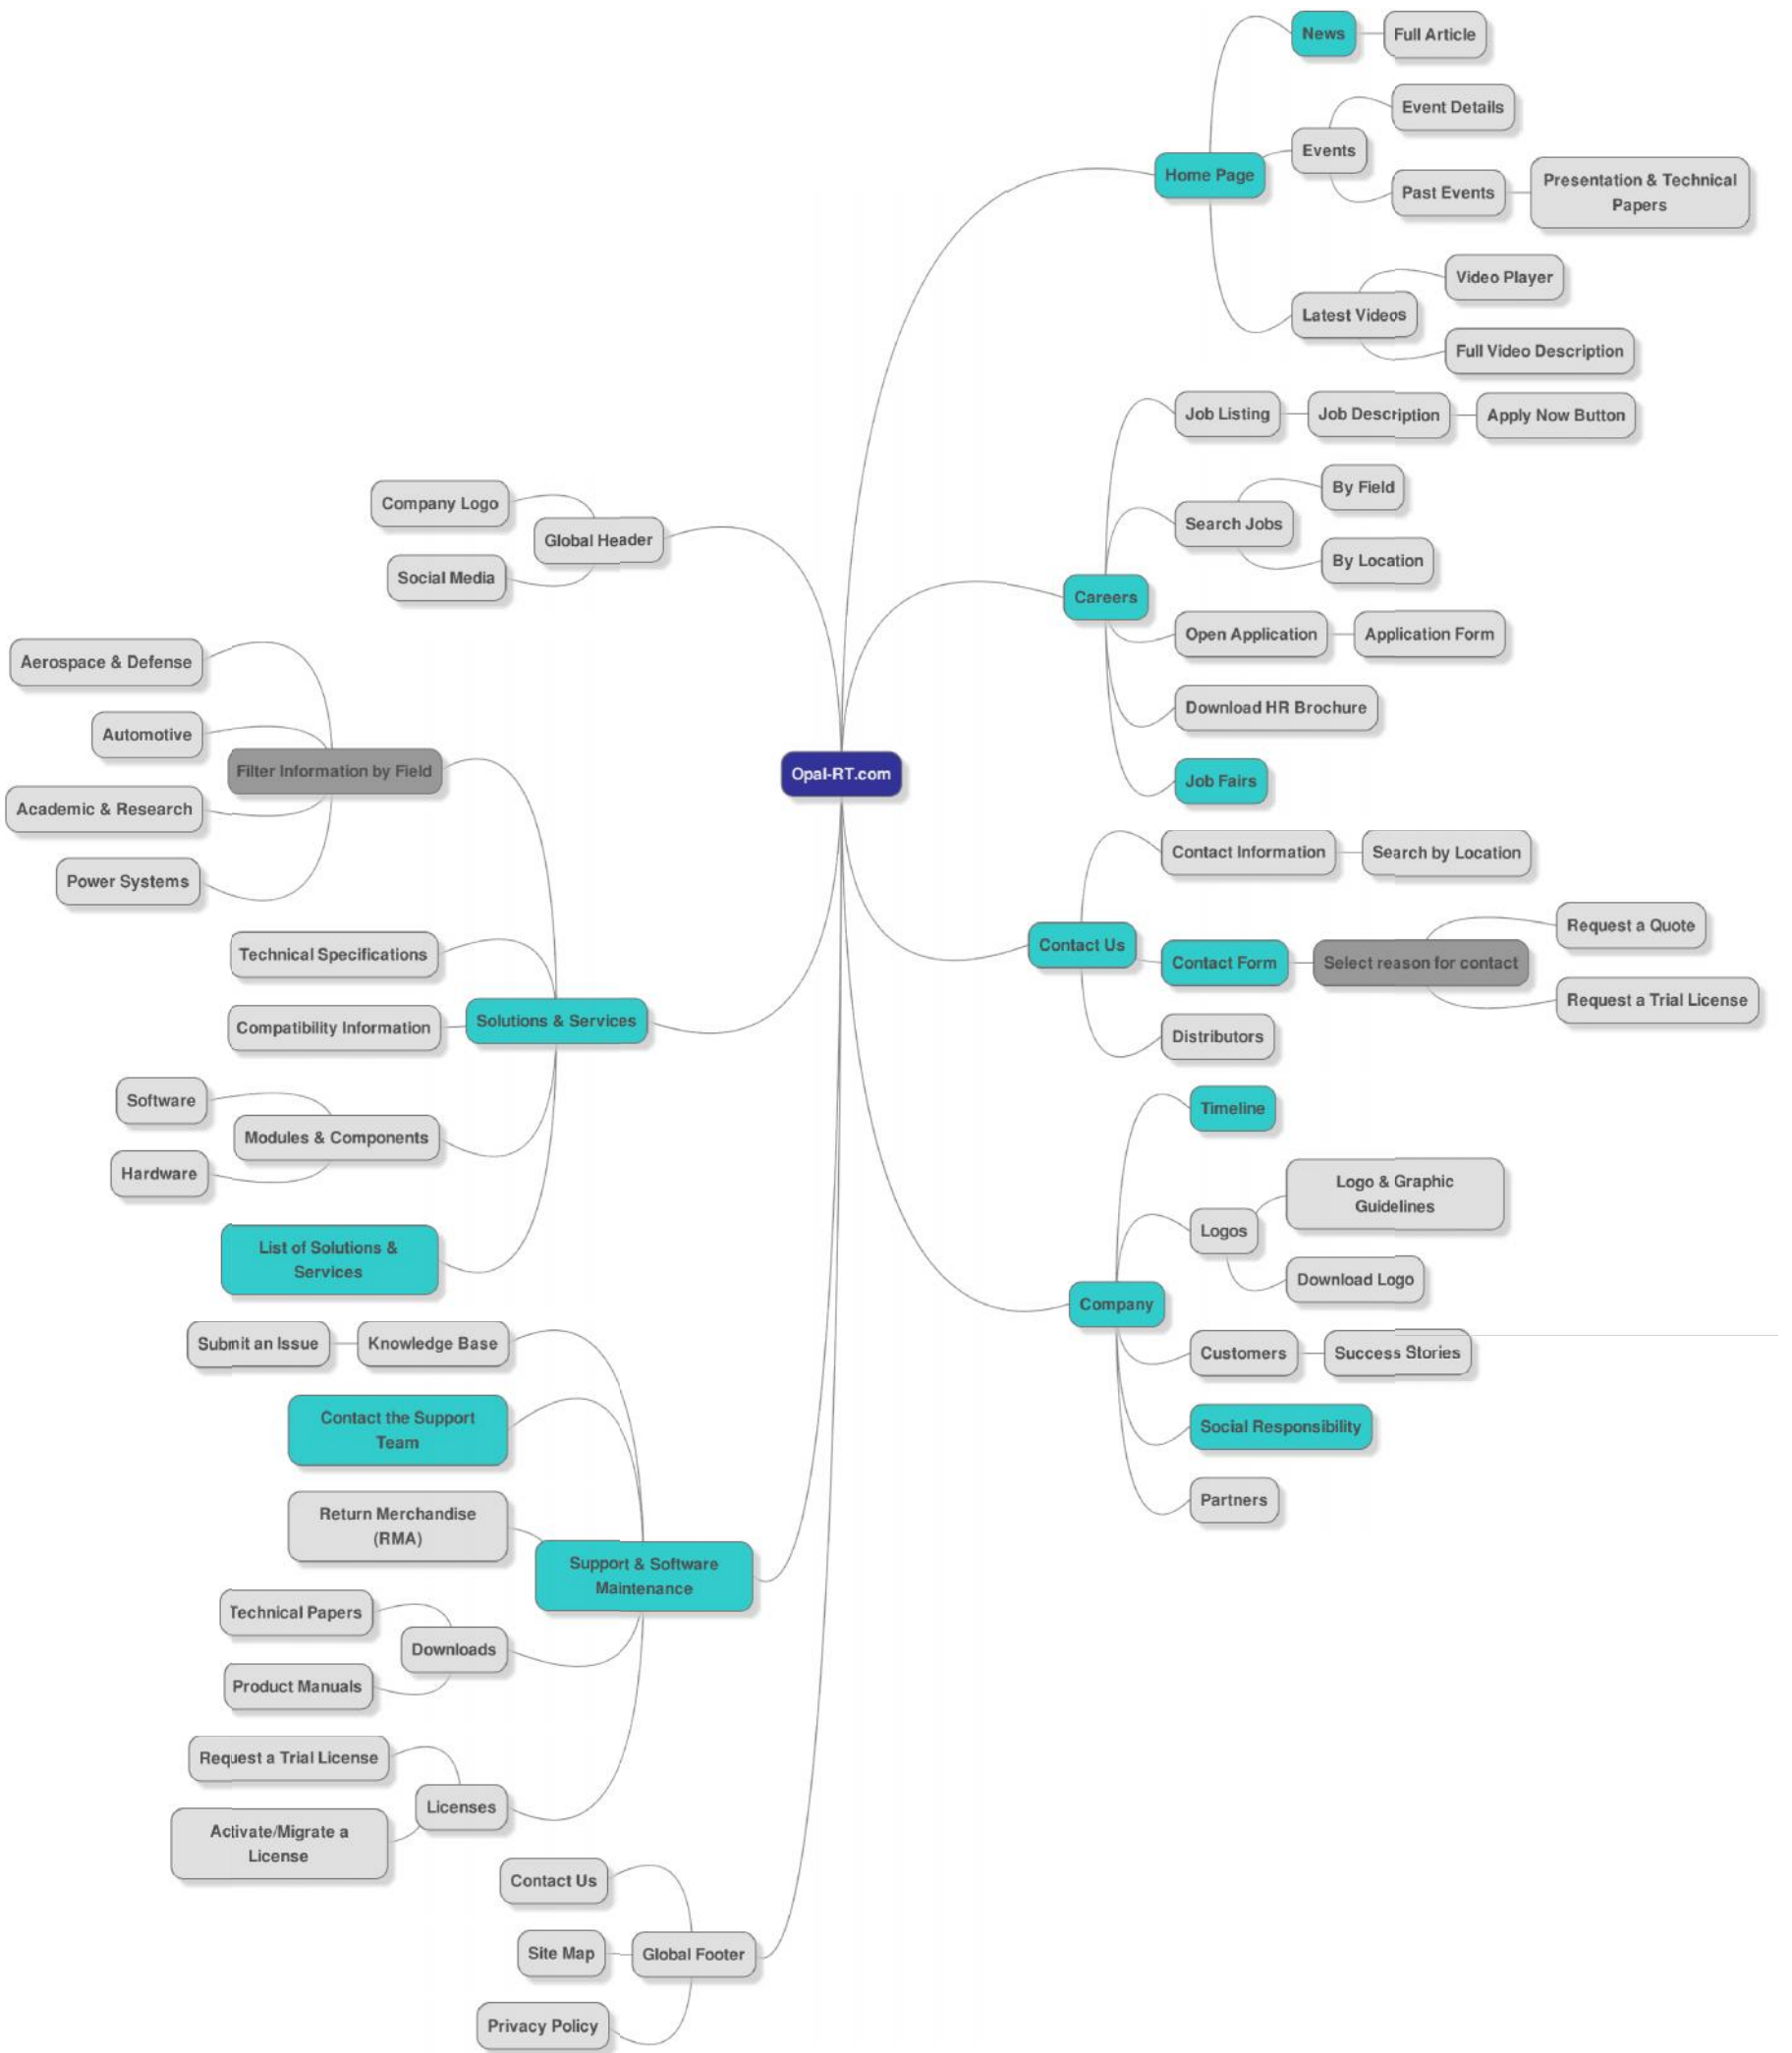 Opal-RT.com
Home Page
News
Full Article
Events
Event Details
Past Events
Presentation & Technical
Papers
Latest Videos
Video Player
Full Video Description
Careers
Job Listing
Job Description
Apply Now Button
Search Jobs
By Field
By Location
Open Application
Application Form
Download HR Brochure
Job Fairs
Contact Us
Contact Information
Search by Location
Contact Form
Select reason for contact
Request a Quote
Request a Trial License
Distributors
Company
Timeline
Logos
Logo & Graphic
Guidelines
Download Logo
Customers
Success Stories
Social Responsibility
Partners
Global Header
Company Logo
Social Media
Solutions & Services
Filter Information by Field
Aerospace & Defense
Automotive
Academic & Research
Power Systems
Technical Specifications
Compatibility Information
Modules & Components
Software
Hardware
List of Solutions &
Services
Support & Software
Maintenance
Knowledge Base
Submit an Issue
Contact the Support
Team
Return Merchandise
(RMA)
Downloads
Technical Papers
Product Manuals
Licenses
Request a Trial License
Activate/Migrate a
License
Global Footer
Contact Us
Site Map
Privacy Policy